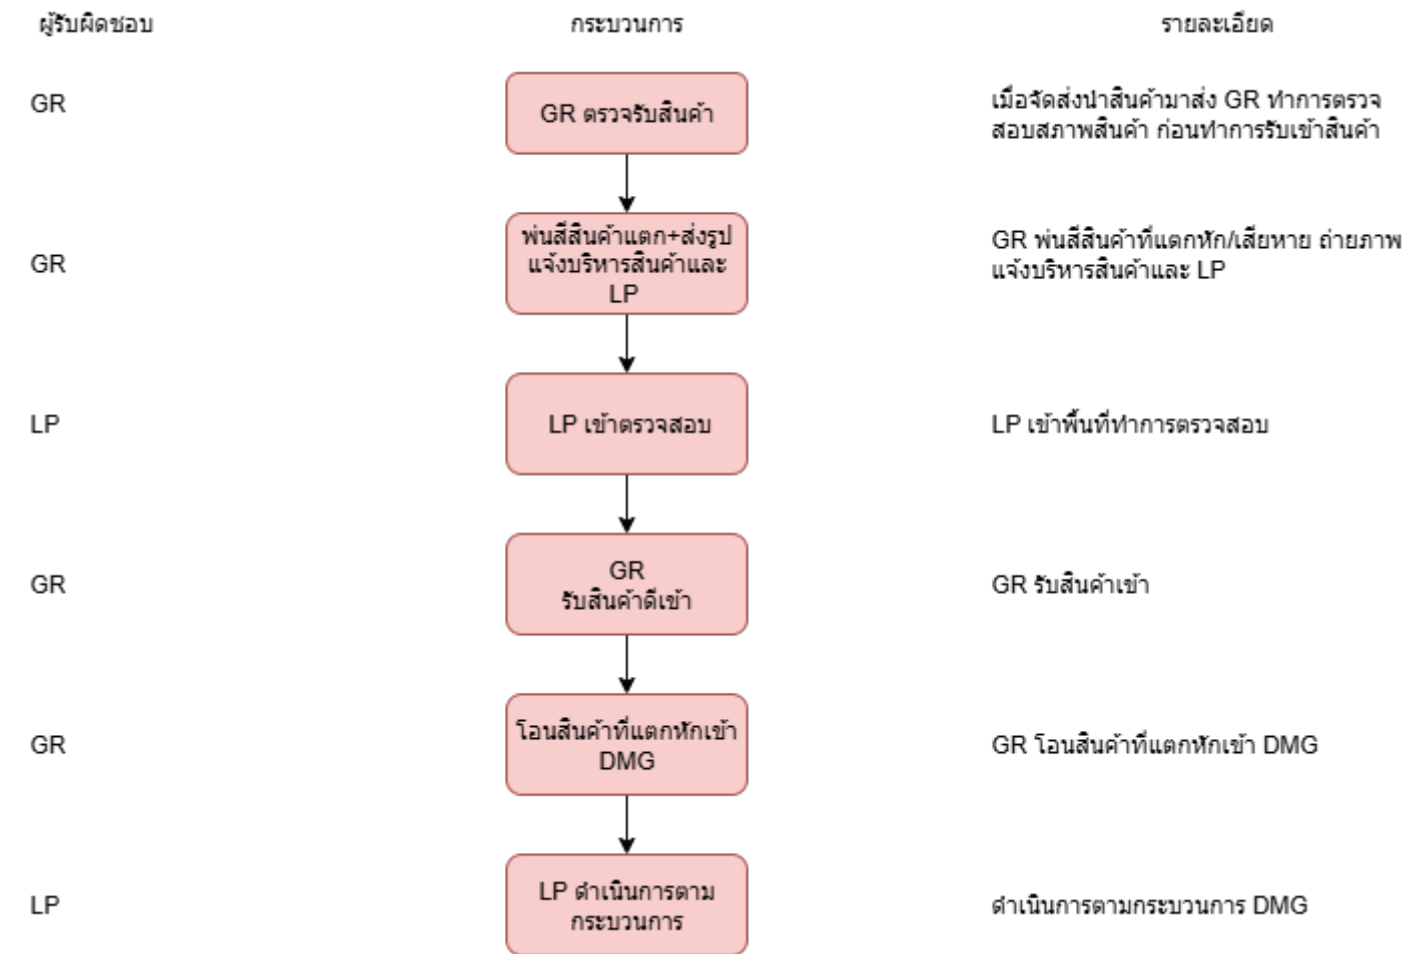 ผู้รับผิดชอบ
กระบวนการ
รายละเอียด
GR
GR ตรวจรับสินค้า
เมื่อจัดส่งนำสินค้ามาส่ง GR ทำการตรวจ
สอบสภาพสินค้า ก่อนทำการรับเข้าสินค้า
GR
พ่นสีสินค้าแตก+ส่งรูป
แจ้งบริหารสินค้าและ
LP
GR พ่นสีสินค้าที่แตกหัก/เสียหาย ถ่ายภาพ
แจ้งบริหารสินค้าและ LP
LP
LP เข้าตรวจสอบ
LP เข้าพื้นที่ทำการตรวจสอบ
GR
GR
รับสินค้าดีเข้า
GR รับสินค้าเข้า
GR
โอนสินค้าที่แตกหักเข้า
DMG
GR โอนสินค้าที่แตกหักเข้า DMG
LP
LP ดำเนินการตาม
กระบวนการ
ดำเนินการตามกระบวนการ DMG